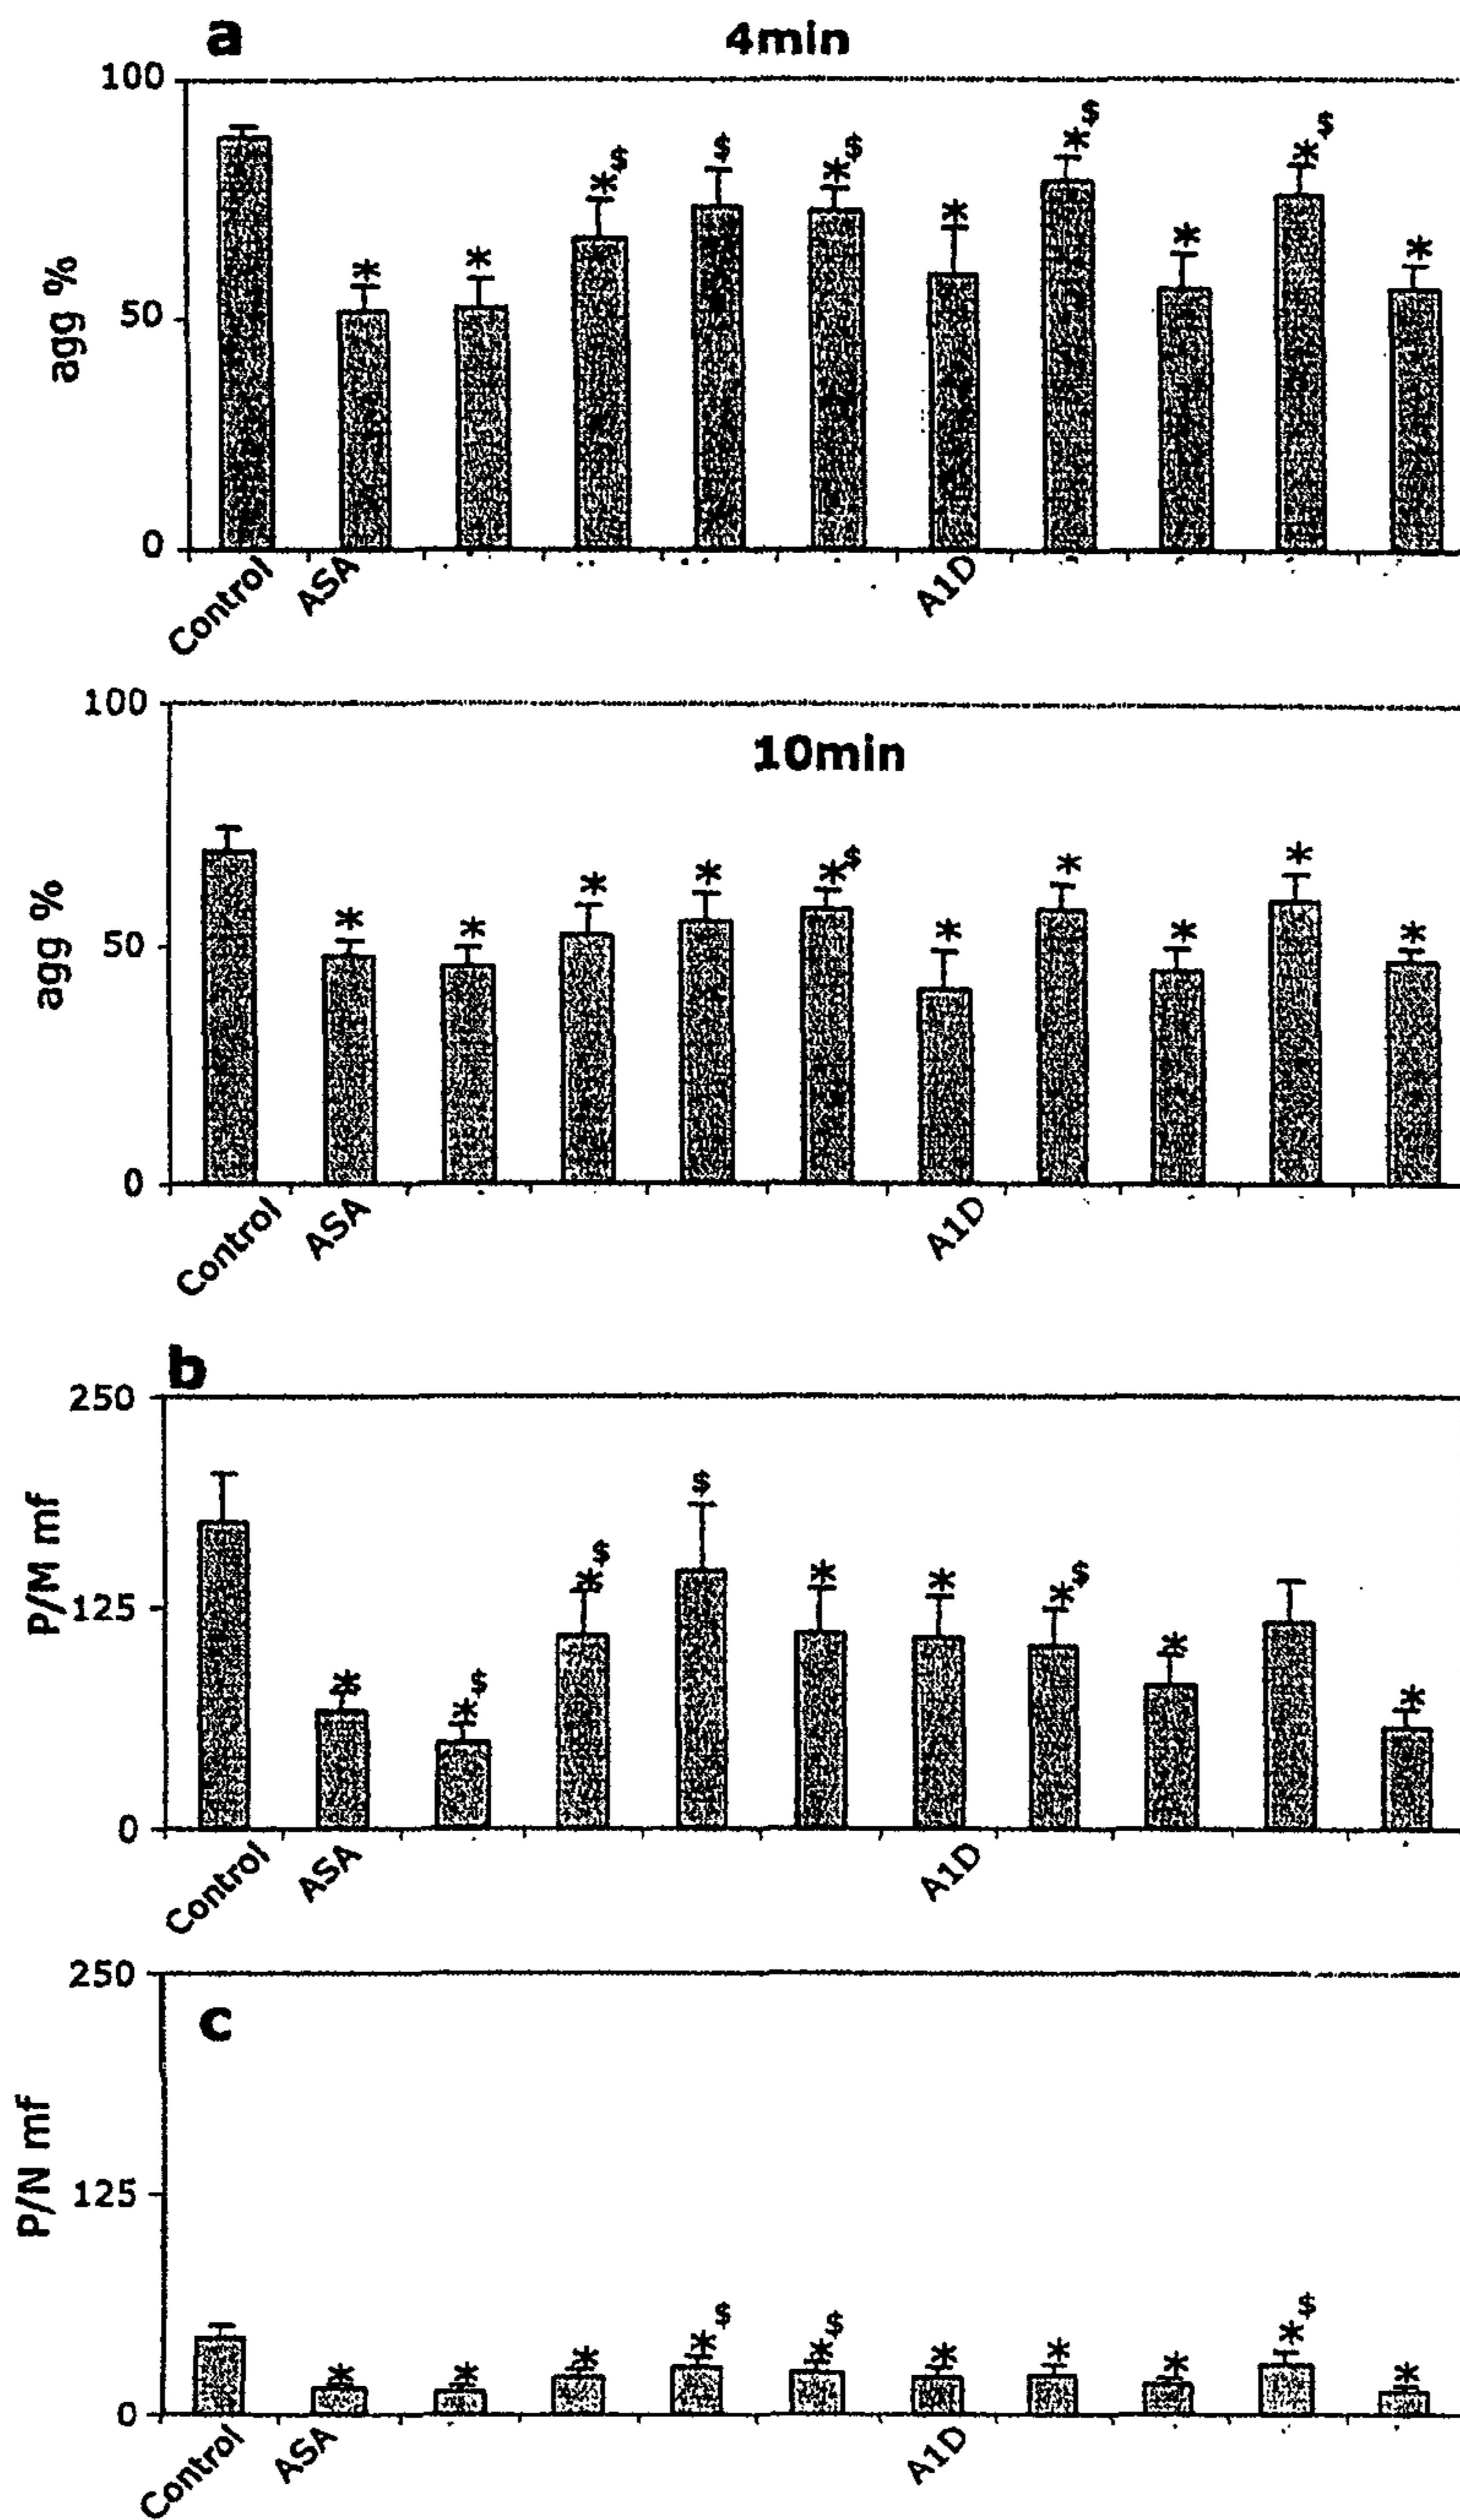 a
4min
100
*$ $ *$ * *$ * *$ *
* *
agg %
50
0
Control ASA A1D
100
10min
* * * * *$ * * * * *
agg %
50
0
Control ASA A1D
b
250
$
*$ * * *$
P/M mf
125
* *$ * *
0
Control ASA A1D
250
c
P/N mf
125
* * * *$ *$ * * * *$ *
0
Control ASA A1D